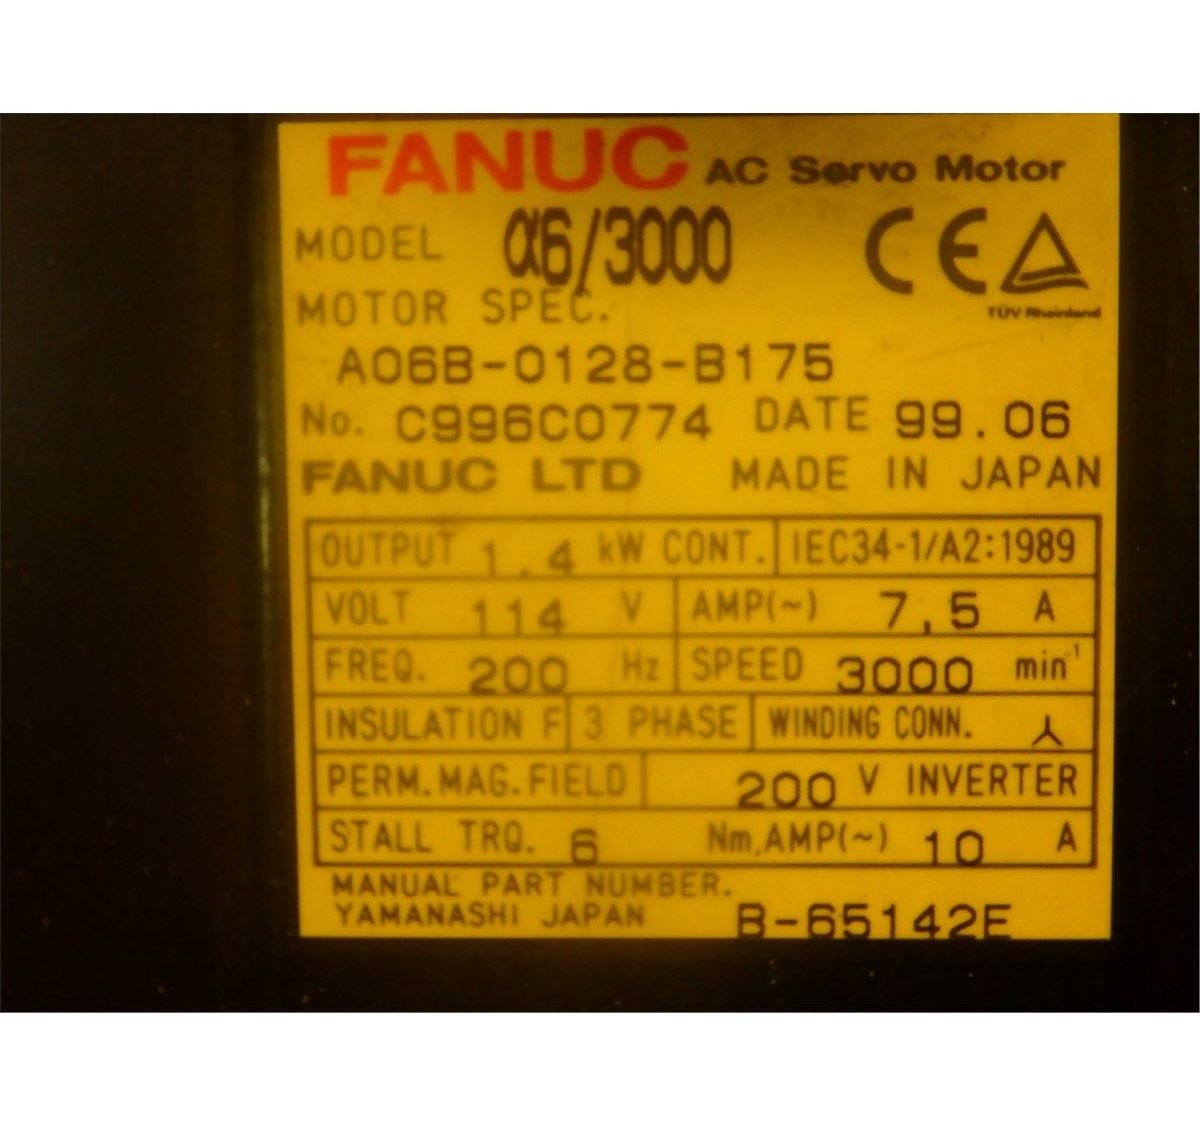 FANUC AC Servo Motor
MODEL α6/3000 CE
TÜV Rheinland
MOTOR SPEC.
A06B-0128-B175
No. C996C0774 DATE 99.06
FANUC LTD MADE IN JAPAN
OUTPUT 1.4 kW CONT. IEC34-1/A2:1989
VOLT 114 V AMP(~) 7,5 A
FREQ. 200 Hz SPEED 3000 min⁻¹
INSULATION F 3 PHASE WINDING CONN. ⅄
PERM.MAG.FIELD 200 V INVERTER
STALL TRQ. 6 Nm,AMP(~) 10 A
MANUAL PART NUMBER.
YAMANASHI JAPAN B-65142E